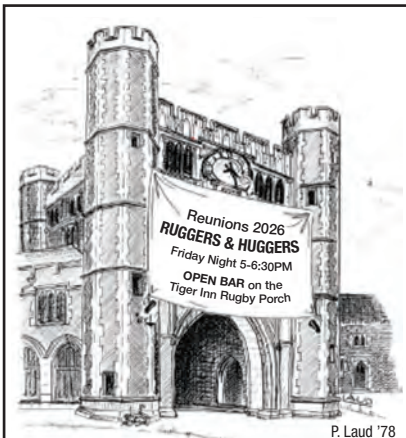 Reunions 2026
RUGGERS & HUGGERS
Friday Night 5-6:30PM
OPEN BAR on the
Tiger Inn Rugby Porch
P. Laud '78